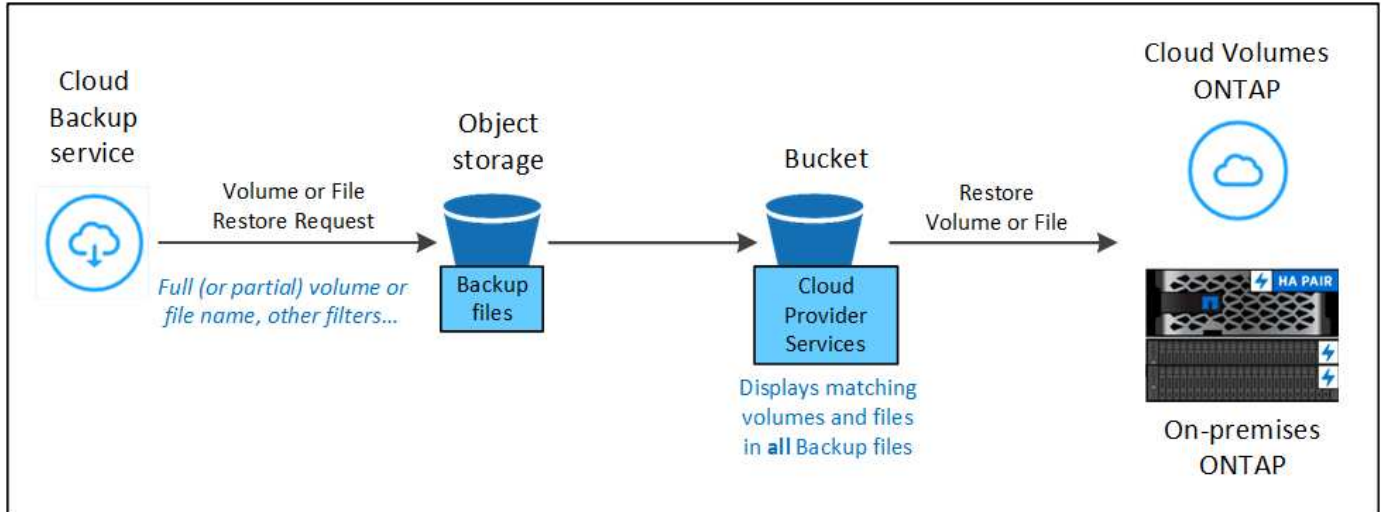 Cloud
Backup
service
Volume or File
Restore Request
Full (or partial) volume or
file name, other filters...
Object
storage
Backup
files
Bucket
Cloud
Provider
Services
Displays matching
volumes and files
in all Backup files
Restore
Volume or File
Cloud Volumes
ONTAP
HA PAIR
On-premises
ONTAP